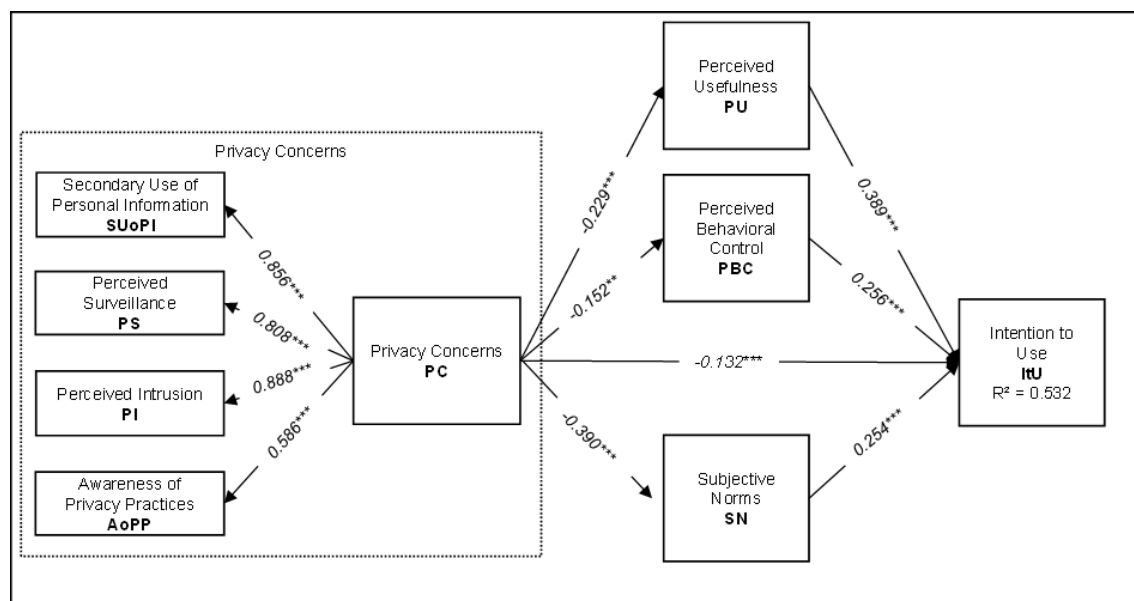 Privacy Concerns
Secondary Use of
Personal Information
SUoPI
Perceived
Surveillance
PS
Perceived Intrusion
PI
Awareness of
Privacy Practices
AoPP
0.856***
0.808***
0.888***
0.586***
Privacy Concerns
PC
-0.229***
-0.152**
-0.132***
-0.390***
Perceived
Usefulness
PU
Perceived
Behavioral
Control
PBC
Subjective
Norms
SN
0.389***
0.256***
0.254***
Intention to
Use
ItU
R² = 0.532